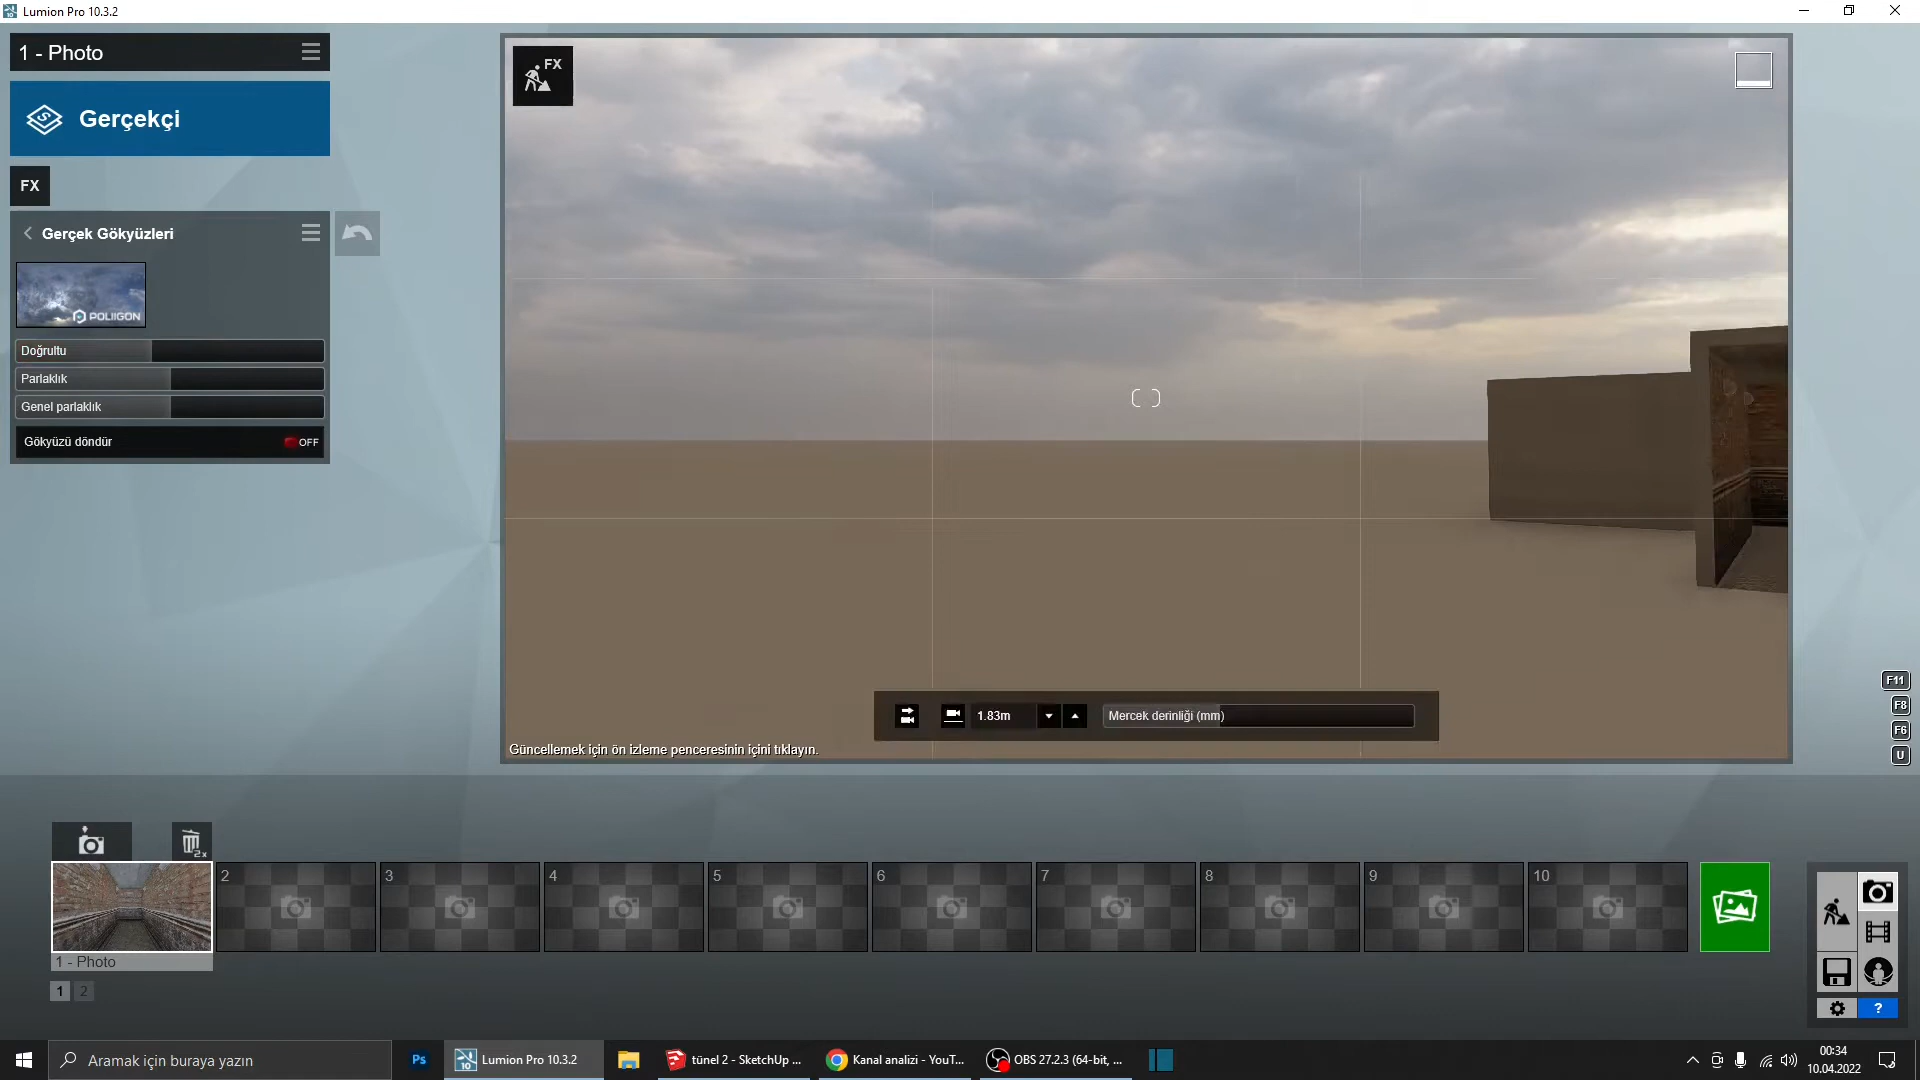 Lumion Pro 10.3.2
1 - Photo
Gerçekçi
FX
Gerçek Gökyüzleri
POLIIGON
Doğrultu
Parlaklık
Genel parlaklık
Gökyüzü döndür
OFF
FX
1.83m
Mercek derinliği (mm)
Güncellemek için ön izleme penceresinin içini tıklayın.
F11
F8
F6
U
2x
2
3
4
5
6
7
8
9
10
1 - Photo
1
2
?
Aramak için buraya yazın
Ps
10
Lumion Pro 10.3.2
tünel 2 - SketchUp ...
Kanal analizi - YouT...
OBS 27.2.3 (64-bit, ...
00:34
10.04.2022